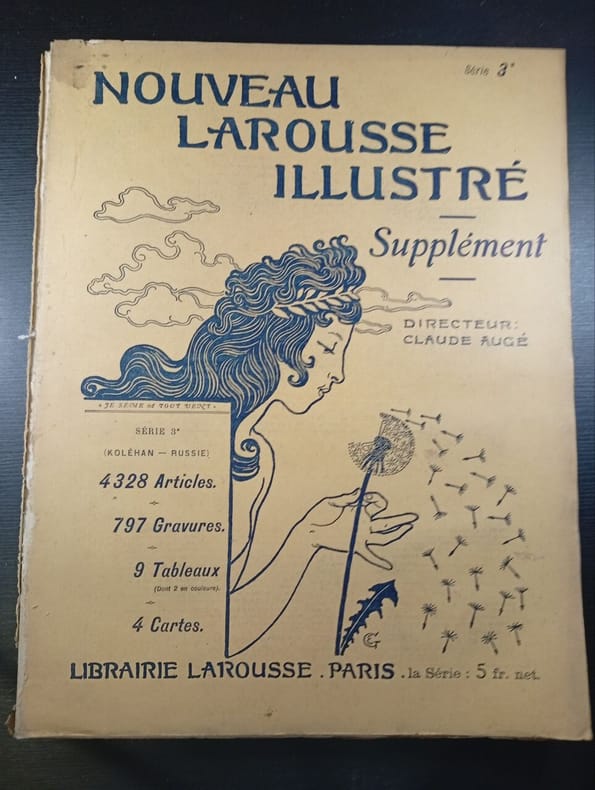 Série 3ᵉ
NOUVEAU
LAROUSSE
ILLUSTRÉ
Supplément
DIRECTEUR:
CLAUDE AUGÉ
• JE SÈME à TOUT VENT •
SÉRIE 3ᵉ
(KOLÉHAN — RUSSIE)
4328 Articles.
797 Gravures.
9 Tableaux
(Dont 2 en couleurs).
4 Cartes.
LIBRAIRIE LAROUSSE . PARIS . la Série : 5 fr. net.